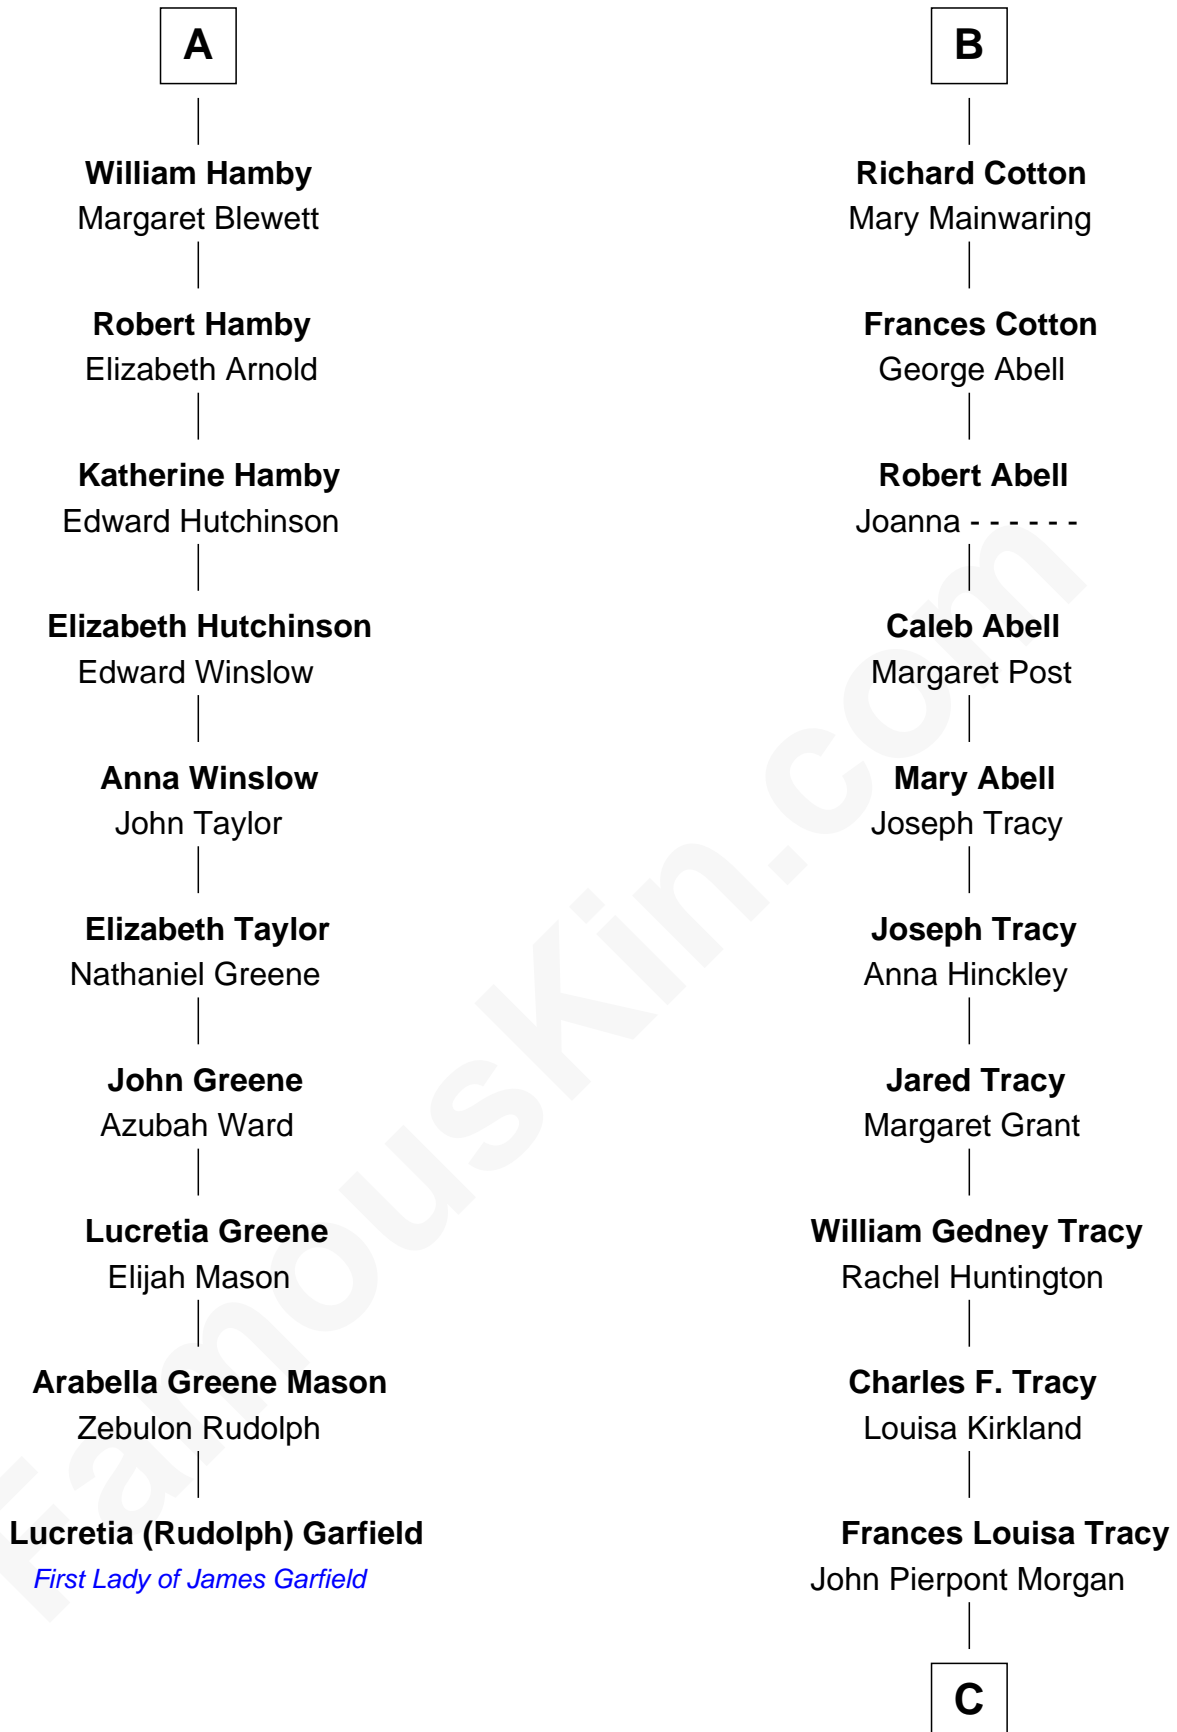 A
William Hamby
Margaret Blewett
Robert Hamby
Elizabeth Arnold
Katherine Hamby
Edward Hutchinson
Elizabeth Hutchinson
Edward Winslow
Anna Winslow
John Taylor
Elizabeth Taylor
Nathaniel Greene
John Greene
Azubah Ward
Lucretia Greene
Elijah Mason
Arabella Greene Mason
Zebulon Rudolph
Lucretia (Rudolph) Garfield
First Lady of James Garfield
B
Richard Cotton
Mary Mainwaring
Frances Cotton
George Abell
Robert Abell
Joanna - - - - - -
Caleb Abell
Margaret Post
Mary Abell
Joseph Tracy
Joseph Tracy
Anna Hinckley
Jared Tracy
Margaret Grant
William Gedney Tracy
Rachel Huntington
Charles F. Tracy
Louisa Kirkland
Frances Louisa Tracy
John Pierpont Morgan
C
FamousKin.com